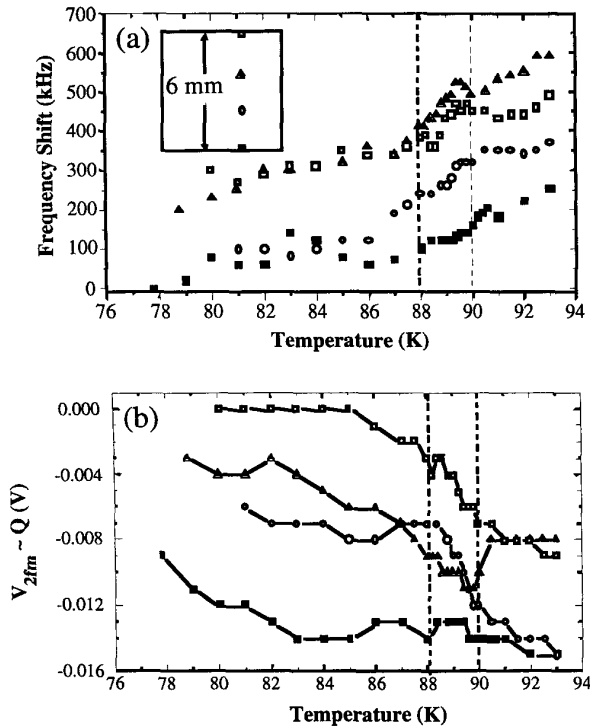 (a)
700
600
500
400
300
200
100
0
6 mm
Frequency Shift (kHz)
76 78 80 82 84 86 88 90 92 94
Temperature (K)
(b)
0.000
-0.004
-0.008
-0.012
-0.016
V2fm ~ Q (V)
76 78 80 82 84 86 88 90 92 94
Temperature (K)